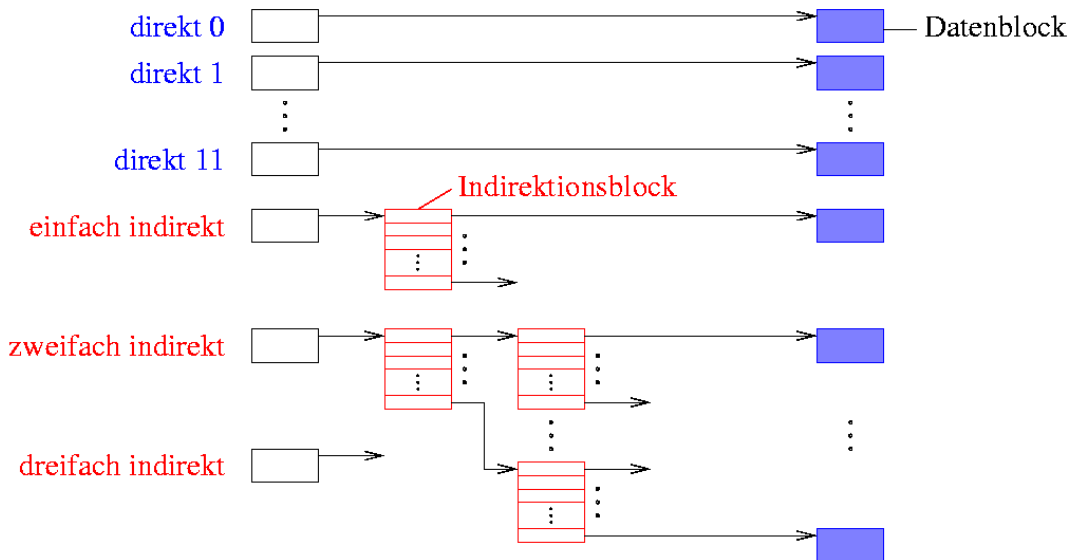 direkt 0
Datenblock
direkt 1
direkt 11
Indirektionsblock
einfach indirekt
zweifach indirekt
dreifach indirekt